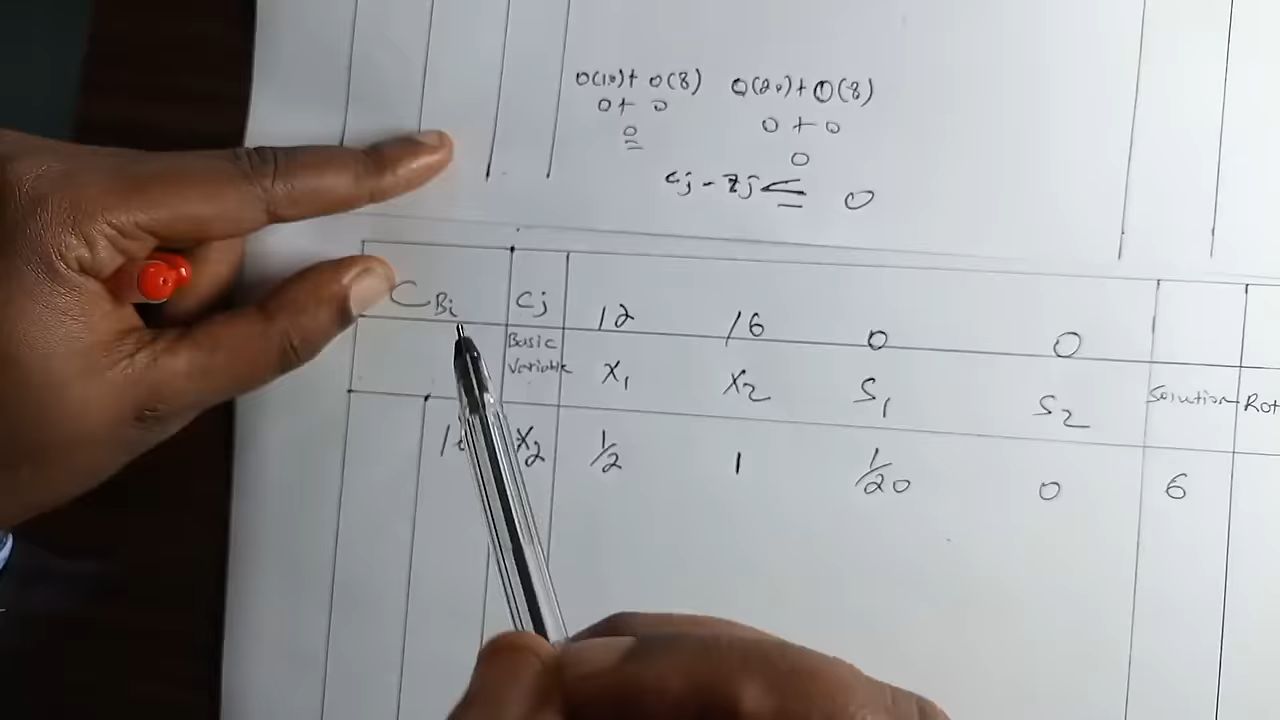 0(10)+ 0(8) 0(20)+0(8)
0+ 0 0 + 0
0 0
Cj - Zj ≤ 0
CBi Cj 12 16 0 0
Basic Variable X1 X2 S1 S2 Solution
X2 1/2 1 1/20 0 6